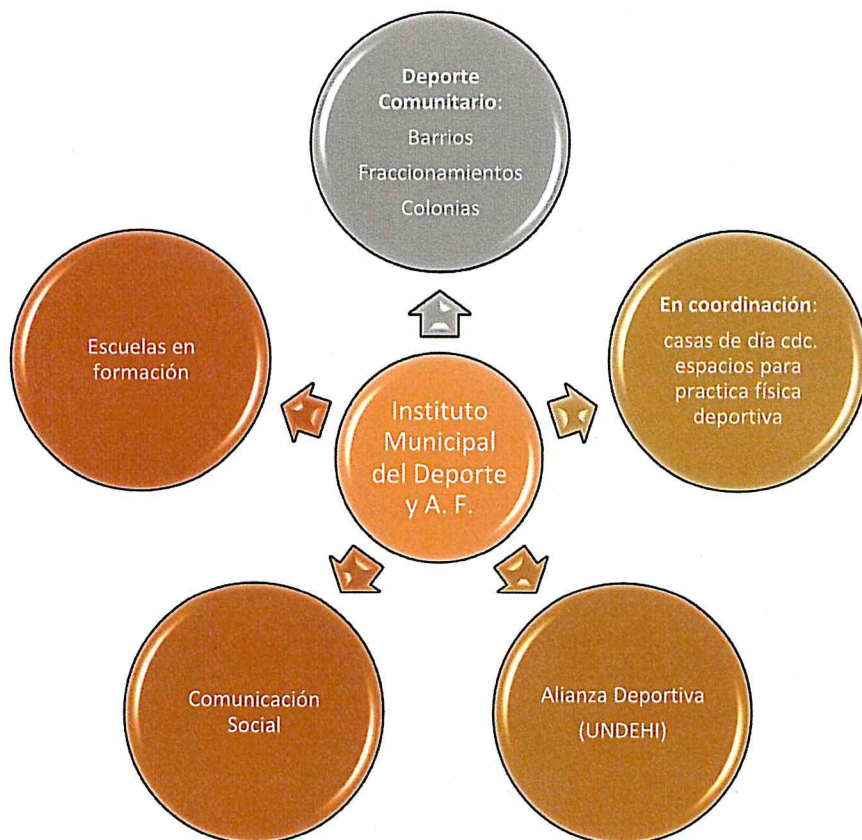 Deporte
Comunitario:
Barrios
Fraccionamientos
Colonias
En coordinación:
casas de día cdc.
espacios para
practica física
deportiva
Escuelas en
formación
Instituto
Municipal
del Deporte
y A. F.
Comunicación
Social
Alianza Deportiva
(UNDEHI)